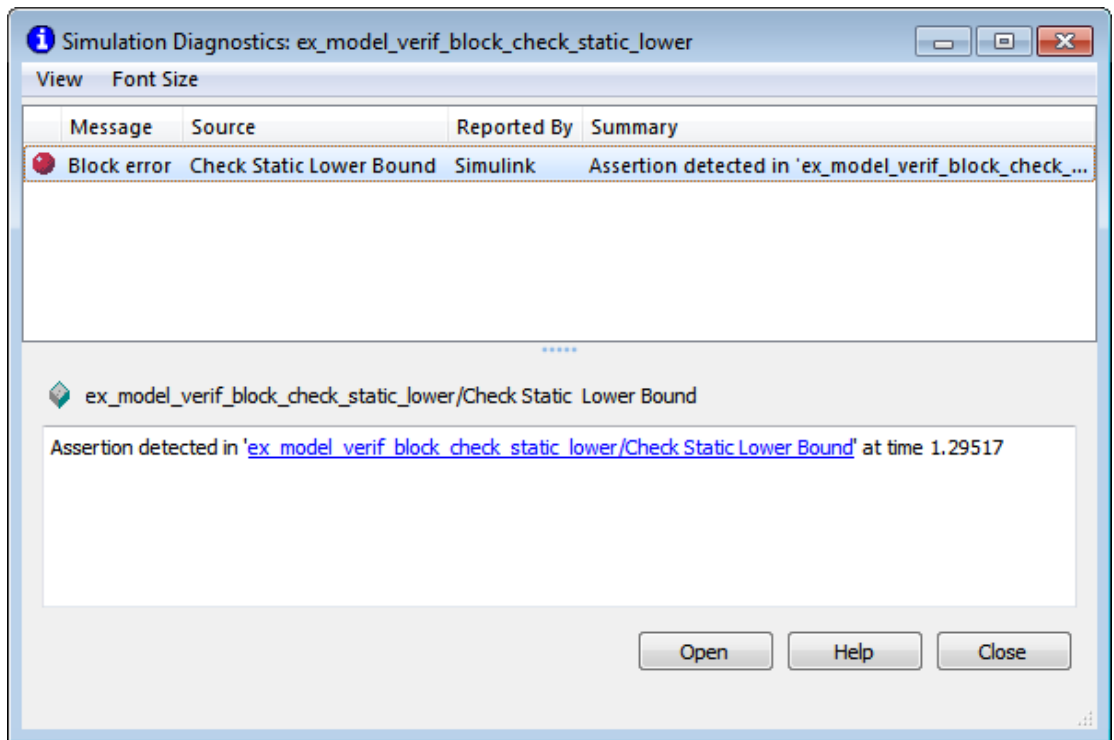 Simulation Diagnostics: ex_model_verif_block_check_static_lower
View Font Size
Message Source Reported By Summary
Block error Check Static Lower Bound Simulink Assertion detected in 'ex_model_verif_block_check_...
ex_model_verif_block_check_static_lower/Check Static Lower Bound
Assertion detected in 'ex_model_verif_block_check_static_lower/Check Static Lower Bound' at time 1.29517
Open Help Close